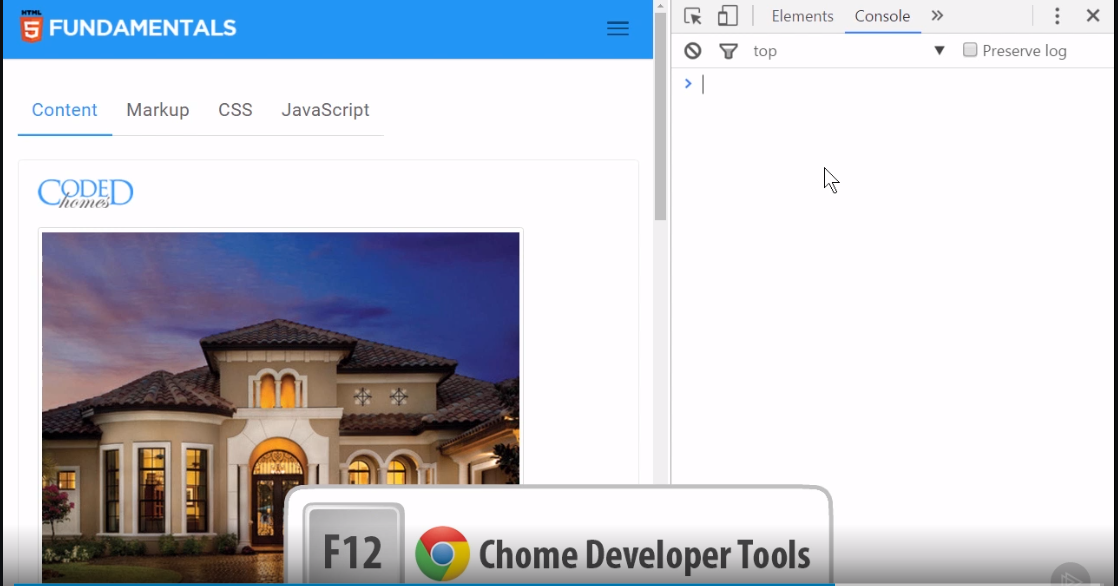 HTML
5 FUNDAMENTALS
Elements Console »
top Preserve log
Content Markup CSS JavaScript
>
CODED
homes
F12 Chome Developer Tools